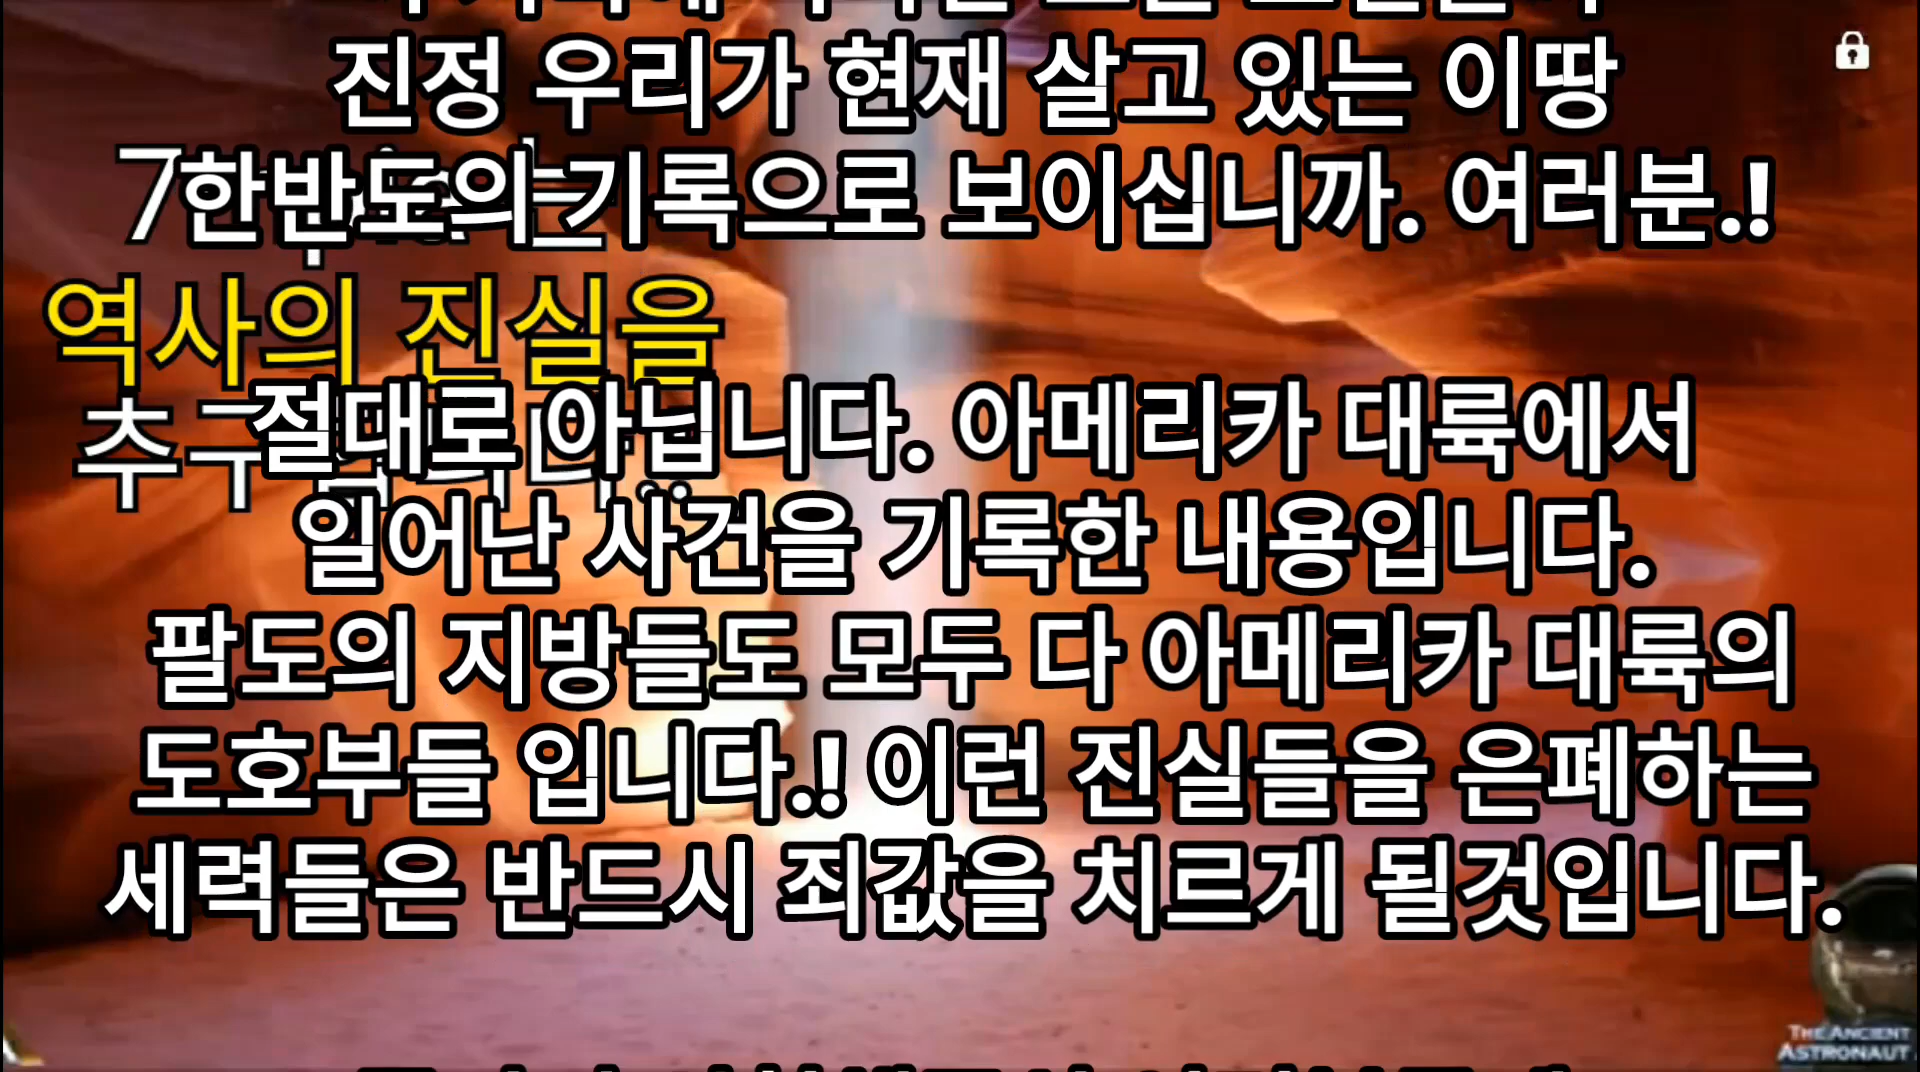 진정 우리가 현재 살고 있는 이땅
한반도의 기록으로 보이십니까. 여러분.!
역사의 진실을
절대로 아닙니다. 아메리카 대륙에서
일어난 사건을 기록한 내용입니다.
팔도의 지방들도 모두 다 아메리카 대륙의
도호부들 입니다.! 이런 진실들을 은폐하는
세력들은 반드시 죄값을 치르게 될것입니다.
THE ANCIENT
ASTRONAUT